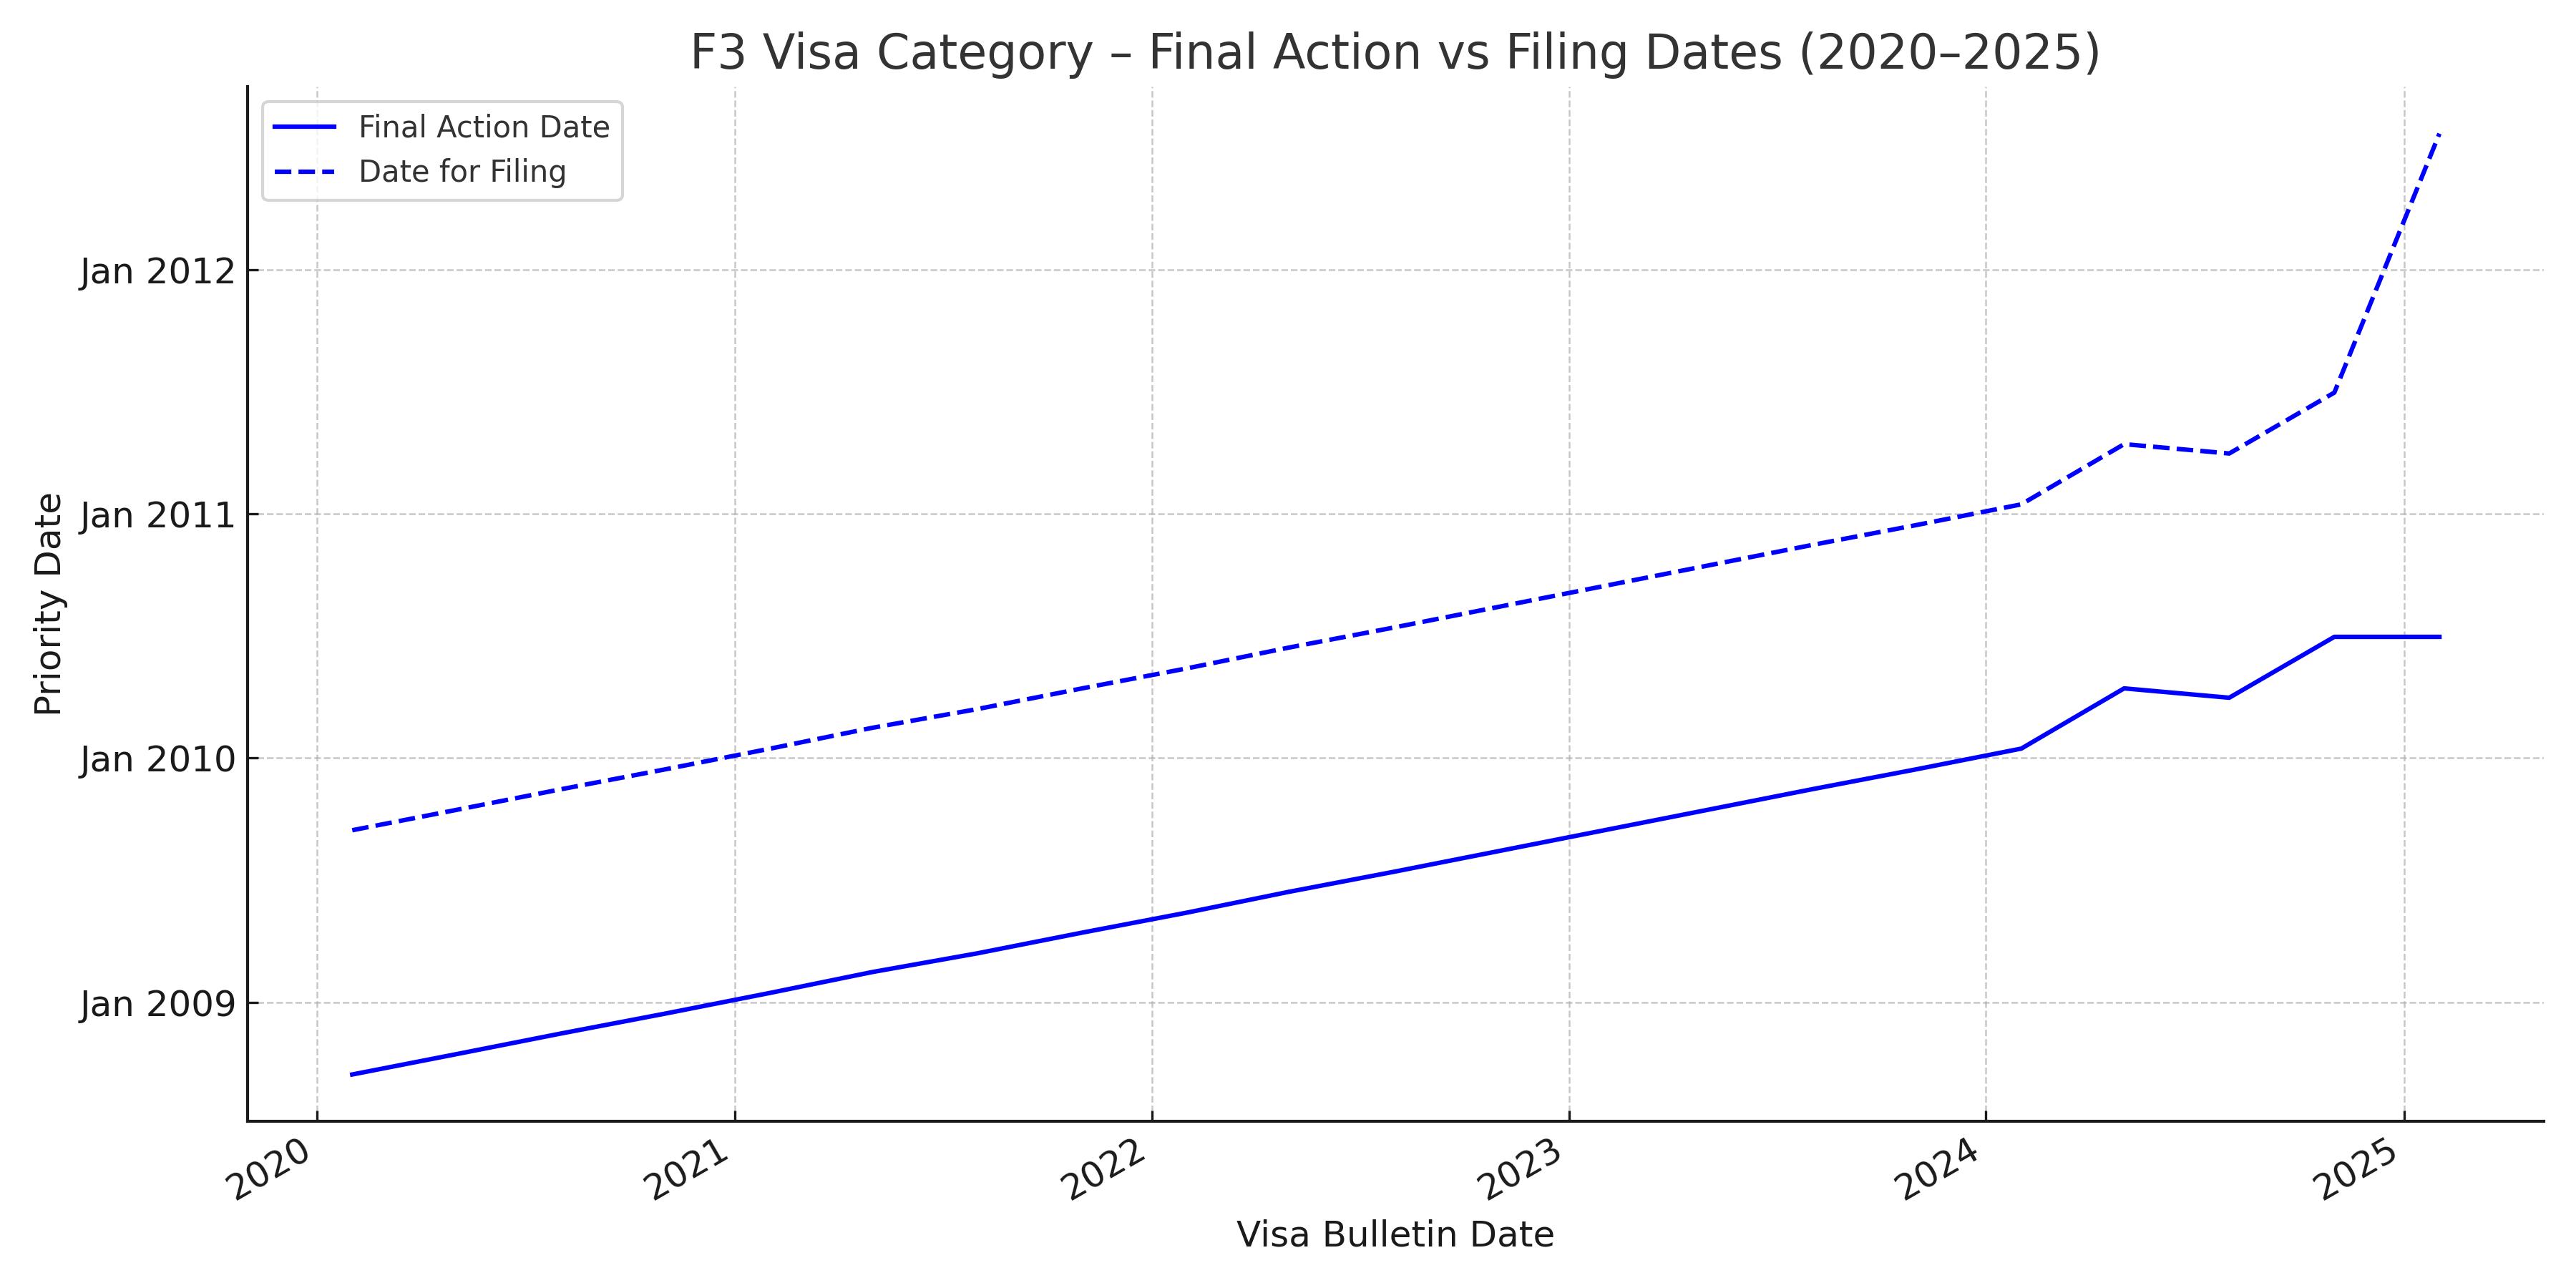 F3 Visa Category – Final Action vs Filing Dates (2020–2025)
Final Action Date
Date for Filing
Priority Date
Jan 2012
Jan 2011
Jan 2010
Jan 2009
2020
2021
2022
2023
2024
2025
Visa Bulletin Date